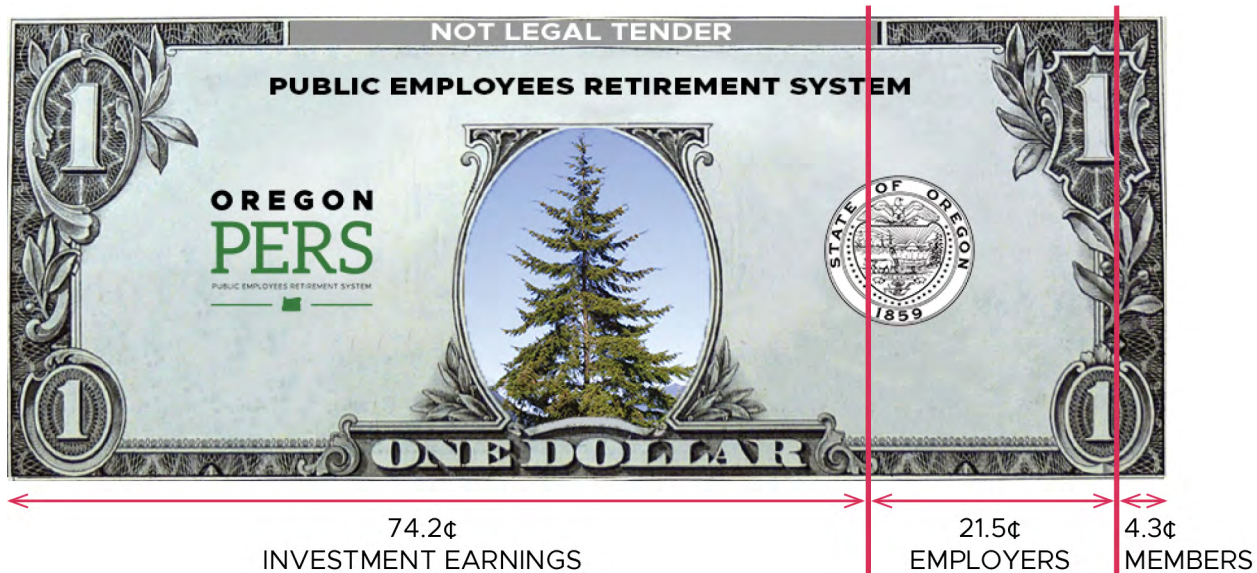 NOT LEGAL TENDER
PUBLIC EMPLOYEES RETIREMENT SYSTEM
1
1
OREGON
PERS
PUBLIC EMPLOYEES RETIREMENT SYSTEM
STATE OF OREGON
1859
1
1
ONE DOLLAR
74.2¢
INVESTMENT EARNINGS
21.5¢
EMPLOYERS
4.3¢
MEMBERS